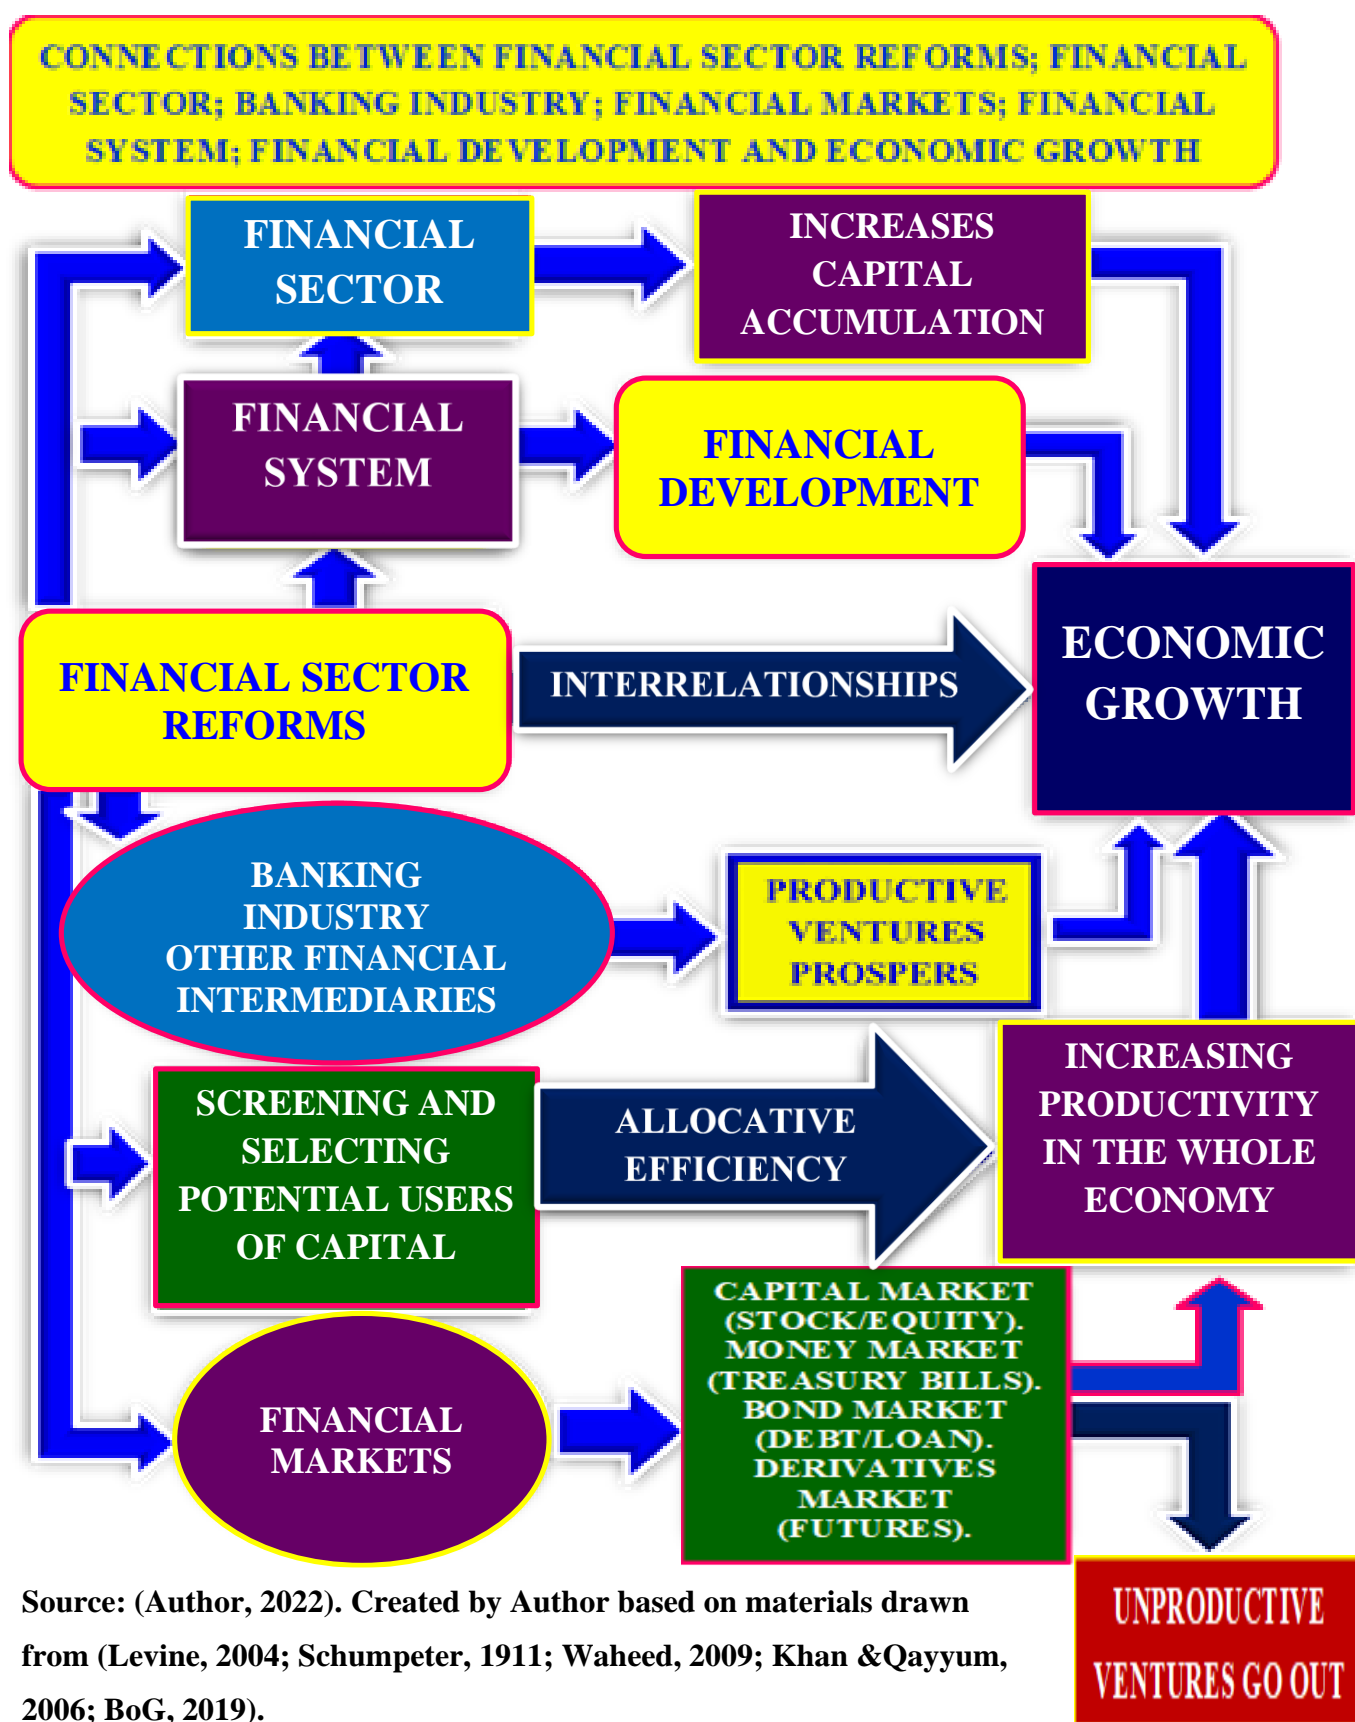 CONNECTIONS BETWEEN FINANCIAL SECTOR REFORMS; FINANCIAL
SECTOR; BANKING INDUSTRY; FINANCIAL MARKETS; FINANCIAL
SYSTEM; FINANCIAL DEVELOPMENT AND ECONOMIC GROWTH
FINANCIAL
SECTOR
INCREASES
CAPITAL
ACCUMULATION
FINANCIAL
SYSTEM
FINANCIAL
DEVELOPMENT
FINANCIAL SECTOR
REFORMS
INTERRELATIONSHIPS
ECONOMIC
GROWTH
BANKING
INDUSTRY
OTHER FINANCIAL
INTERMEDIARIES
PRODUCTIVE
VENTURES
PROSPERS
SCREENING AND
SELECTING
POTENTIAL USERS
OF CAPITAL
ALLOCATIVE
EFFICIENCY
INCREASING
PRODUCTIVITY
IN THE WHOLE
ECONOMY
FINANCIAL
MARKETS
CAPITAL MARKET
(STOCK/EQUITY).
MONEY MARKET
(TREASURY BILLS).
BOND MARKET
(DEBT/LOAN).
DERIVATIVES
MARKET
(FUTURES).
UNPRODUCTIVE
VENTURES GO OUT
Source: (Author, 2022). Created by Author based on materials drawn
from (Levine, 2004; Schumpeter, 1911; Waheed, 2009; Khan &Qayyum,
2006; BoG, 2019).